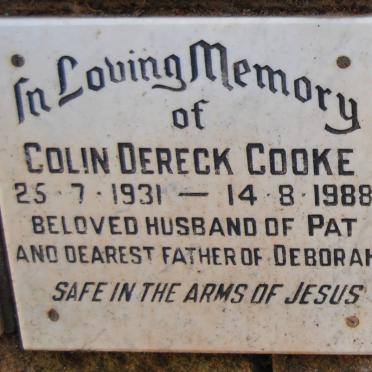 In Loving Memory
of
COLIN DERECK COOKE
25·7·1931 — 14·8·1988
BELOVED HUSBAND OF PAT
AND DEAREST FATHER OF DEBORAH
SAFE IN THE ARMS OF JESUS